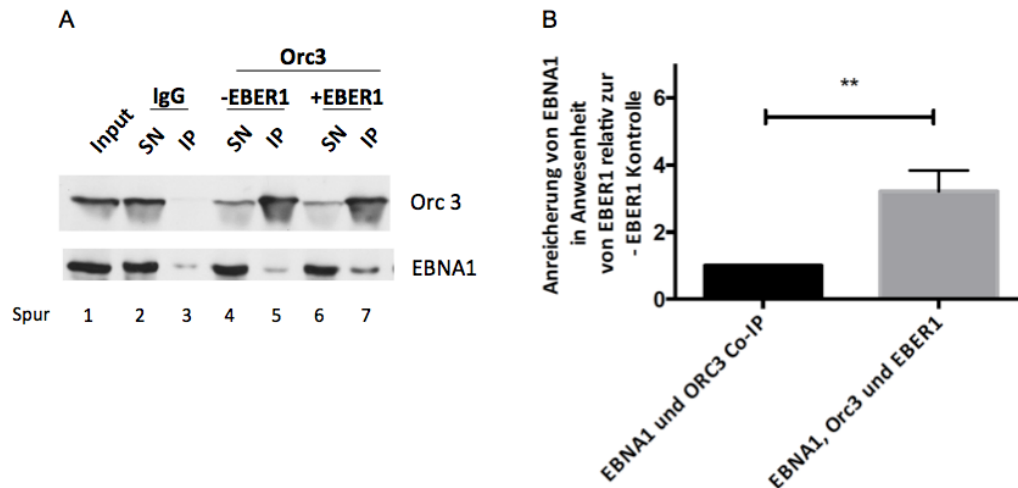 A
Orc3
IgG
-EBER1
+EBER1
Input
SN
IP
SN
IP
SN
IP
Orc 3
EBNA1
Spur 1 2 3 4 5 6 7
B
Anreicherung von EBNA1
in Anwesenheit
von EBER1 relativ zur
- EBER1 Kontrolle
**
6
4
2
0
EBNA1 und ORC3 Co-IP
EBNA1, Orc3 und EBER1